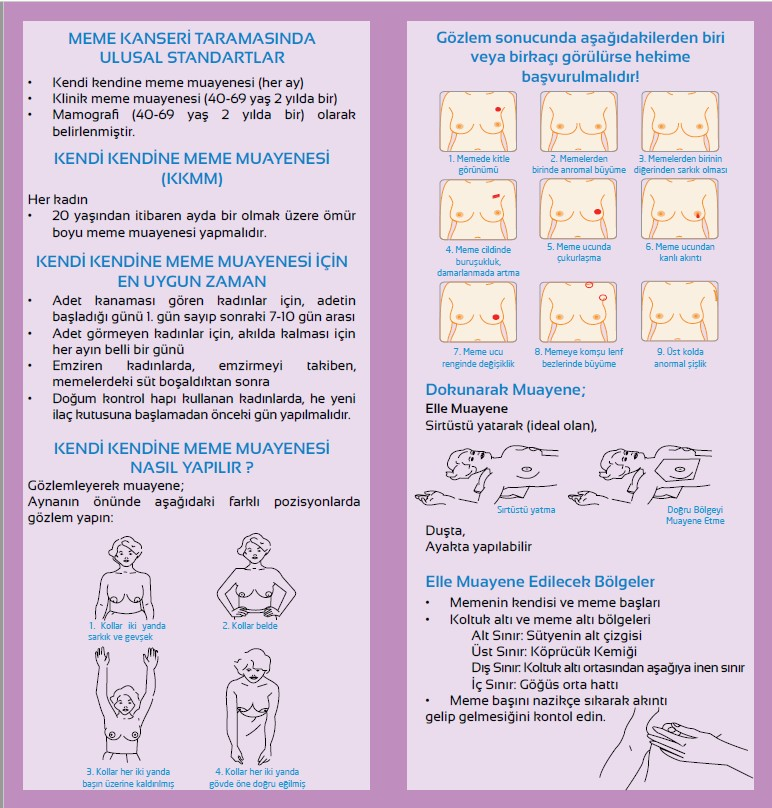 MEME KANSERİ TARAMASINDA
ULUSAL STANDARTLAR
• Kendi kendine meme muayenesi (her ay)
• Klinik meme muayenesi (40-69 yaş 2 yılda bir)
• Mamografi (40-69 yaş 2 yılda bir) olarak
belirlenmiştir.
KENDİ KENDİNE MEME MUAYENESİ
(KKMM)
Her kadın
• 20 yaşından itibaren ayda bir olmak üzere ömür
boyu meme muayenesi yapmalıdır.
KENDİ KENDİNE MEME MUAYENESİ İÇİN
EN UYGUN ZAMAN
• Adet kanaması gören kadınlar için, adetin
başladığı günü 1. gün sayıp sonraki 7-10 gün arası
• Adet görmeyen kadınlar için, akılda kalması için
her ayın belli bir günü
• Emziren kadınlarda, emzirmeyi takiben,
memelerdeki süt boşaldıktan sonra
• Doğum kontrol hapı kullanan kadınlarda, he yeni
ilaç kutusuna başlamadan önceki gün yapılmalıdır.
KENDİ KENDİNE MEME MUAYENESİ
NASIL YAPILIR ?
Gözlemleyerek muayene;
Aynanın önünde aşağıdaki farklı pozisyonlarda
gözlem yapın:
1. Kollar iki yanda
sarkık ve gevşek
2. Kollar belde
3. Kollar her iki yanda
başın üzerine kaldırılmış
4. Kollar her iki yanda
gövde öne doğru eğilmiş
Gözlem sonucunda aşağıdakilerden biri
veya birkaçı görülürse hekime
başvurulmalıdır!
1. Memede kitle
görünümü
2. Memelerden
birinde anromal büyüme
3. Memelerden birinin
diğerinden sarkık olması
4. Meme cildinde
buruşukluk,
damarlanmada artma
5. Meme ucunda
çukurlaşma
6. Meme ucundan
kanlı akıntı
7. Meme ucu
renginde değişiklik
8. Memeye komşu lenf
bezlerinde büyüme
9. Üst kolda
anormal şişlik
Dokunarak Muayene;
Elle Muayene
Sırtüstü yatarak (ideal olan),
Sırtüstü yatma
Doğru Bölgeyi
Muayene Etme
Duşta,
Ayakta yapılabilir
Elle Muayene Edilecek Bölgeler
• Memenin kendisi ve meme başları
• Koltuk altı ve meme altı bölgeleri
Alt Sınır: Sütyenin alt çizgisi
Üst Sınır: Köprücük Kemiği
Dış Sınır: Koltuk altı ortasından aşağıya inen sınır
İç Sınır: Göğüs orta hattı
• Meme başını nazikçe sıkarak akıntı
gelip gelmesiğini kontol edin.